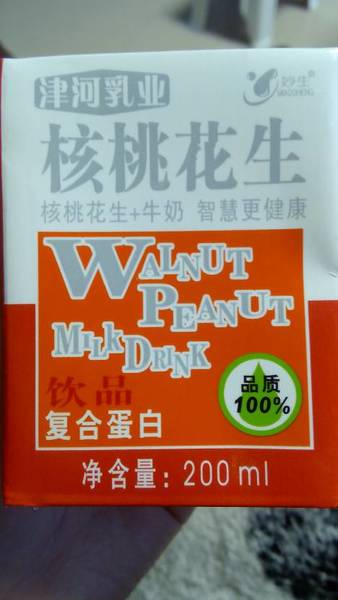 津河乳业
妙生®
MIAOSHENG
核桃花生
核桃花生+牛奶 智慧更健康
WALNUT
PEANUT
MILK DRINK
饮品
复合蛋白
品质
100%
净含量: 200ml